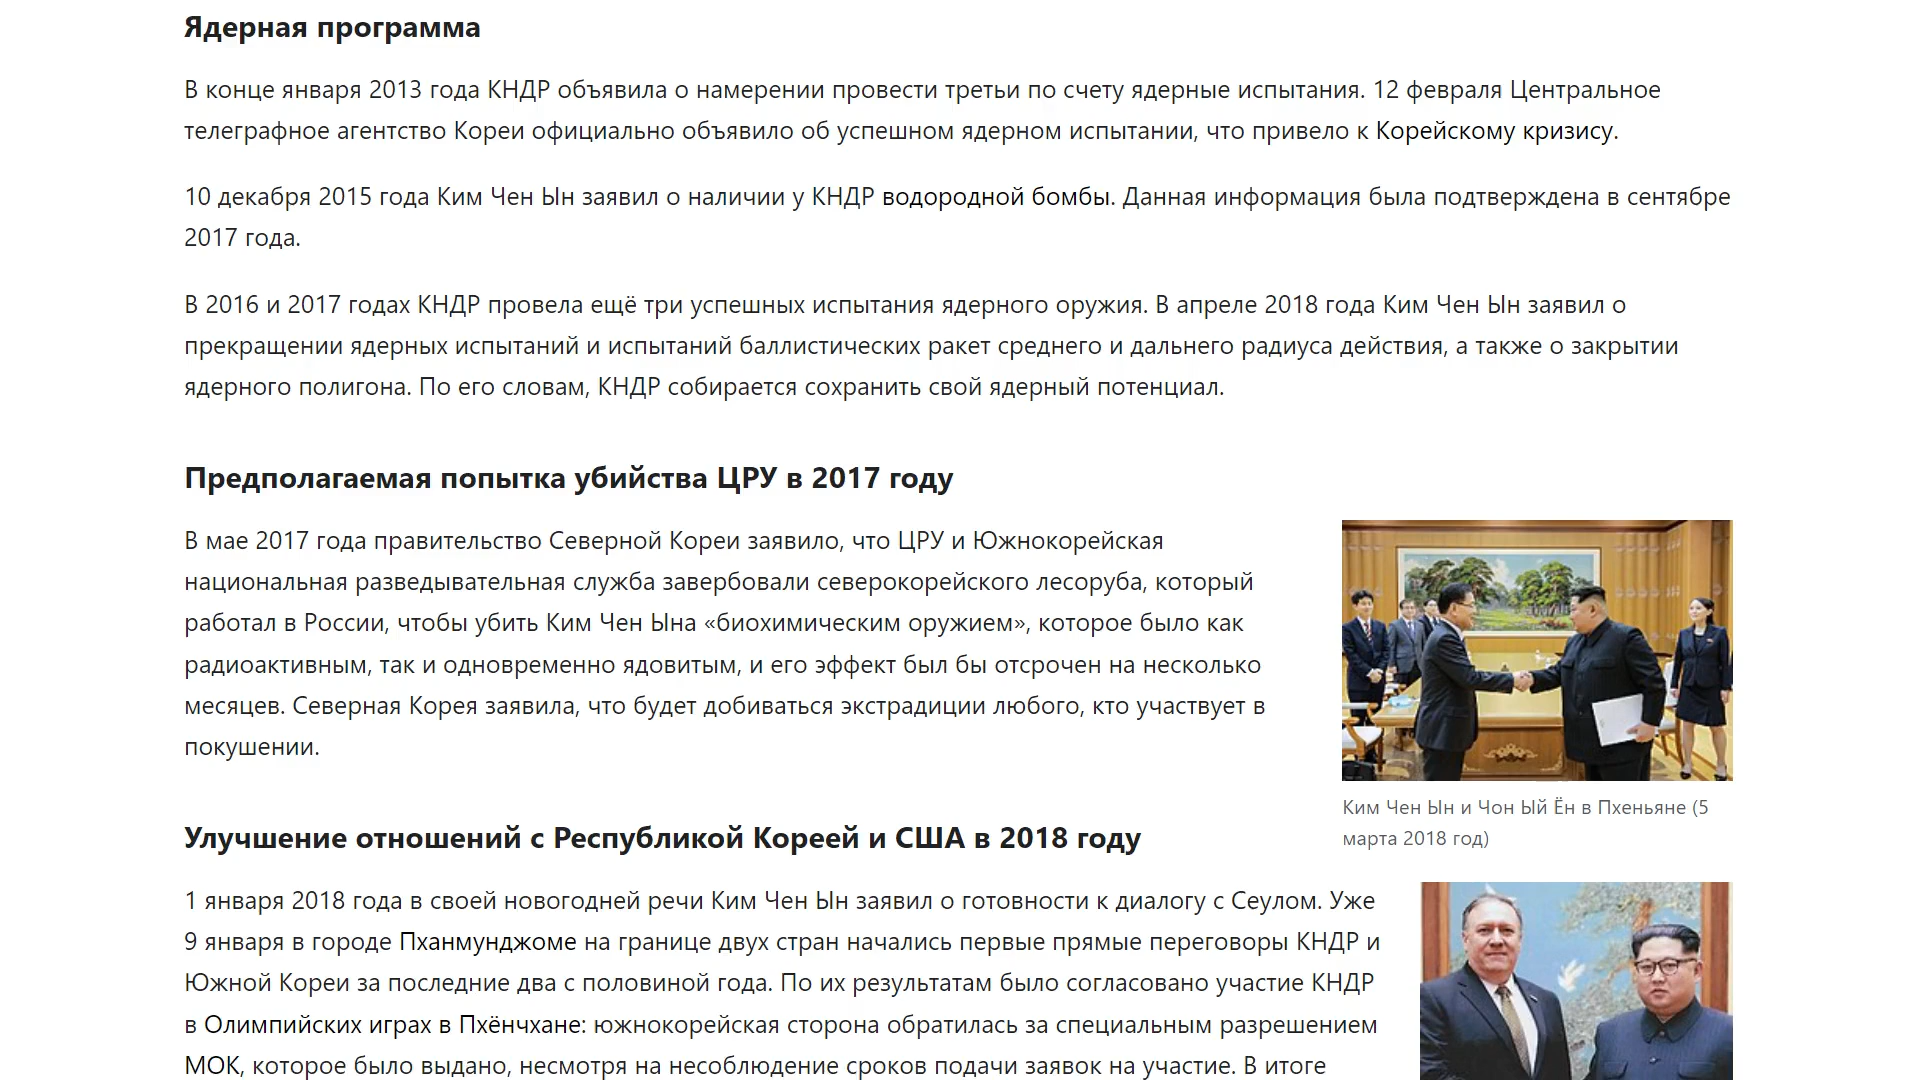 Ядерная программа
В конце января 2013 года КНДР объявила о намерении провести третьи по счету ядерные испытания. 12 февраля Центральное
телеграфное агентство Кореи официально объявило об успешном ядерном испытании, что привело к Корейскому кризису.
10 декабря 2015 года Ким Чен Ын заявил о наличии у КНДР водородной бомбы. Данная информация была подтверждена в сентябре
2017 года.
В 2016 и 2017 годах КНДР провела ещё три успешных испытания ядерного оружия. В апреле 2018 года Ким Чен Ын заявил о
прекращении ядерных испытаний и испытаний баллистических ракет среднего и дальнего радиуса действия, а также о закрытии
ядерного полигона. По его словам, КНДР собирается сохранить свой ядерный потенциал.
Предполагаемая попытка убийства ЦРУ в 2017 году
В мае 2017 года правительство Северной Кореи заявило, что ЦРУ и Южнокорейская
национальная разведывательная служба завербовали северокорейского лесоруба, который
работал в России, чтобы убить Ким Чен Ына «биохимическим оружием», которое было как
радиоактивным, так и одновременно ядовитым, и его эффект был бы отсрочен на несколько
месяцев. Северная Корея заявила, что будет добиваться экстрадиции любого, кто участвует в
покушении.
Ким Чен Ын и Чон Ый Ён в Пхеньяне (5
марта 2018 год)
Улучшение отношений с Республикой Кореей и США в 2018 году
1 января 2018 года в своей новогодней речи Ким Чен Ын заявил о готовности к диалогу с Сеулом. Уже
9 января в городе Пханмунджоме на границе двух стран начались первые прямые переговоры КНДР и
Южной Кореи за последние два с половиной года. По их результатам было согласовано участие КНДР
в Олимпийских играх в Пхёнчхане: южнокорейская сторона обратилась за специальным разрешением
МОК, которое было выдано, несмотря на несоблюдение сроков подачи заявок на участие. В итоге